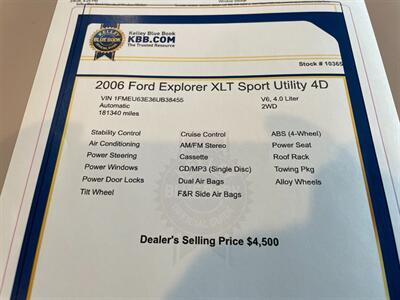 Kelley Blue Book
KBB.COM
The Trusted Resource
KELLEY
BLUE BOOK
Stock # 10365
2006 Ford Explorer XLT Sport Utility 4D
VIN 1FMEU63E36UB38455
Automatic
181340 miles
V6, 4.0 Liter
2WD
Stability Control
Air Conditioning
Power Steering
Power Windows
Power Door Locks
Tilt Wheel
Cruise Control
AM/FM Stereo
Cassette
CD/MP3 (Single Disc)
Dual Air Bags
F&R Side Air Bags
ABS (4-Wheel)
Power Seat
Roof Rack
Towing Pkg
Alloy Wheels
Dealer's Selling Price $4,500